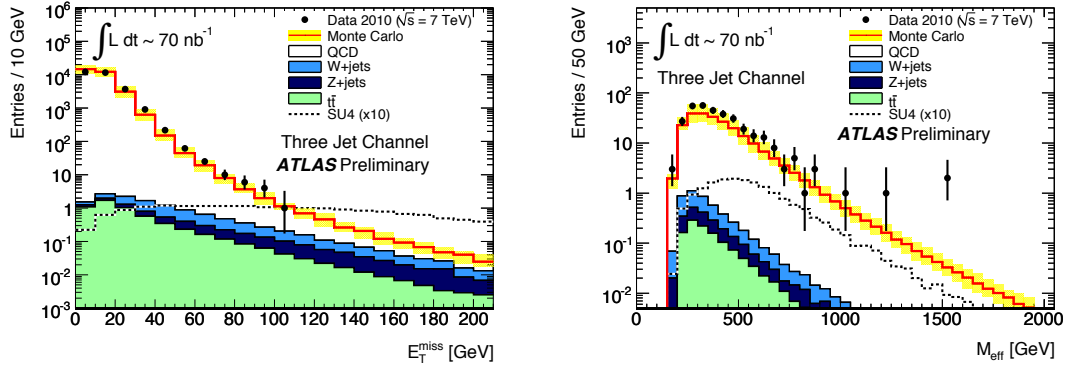 Entries / 10 GeV
10⁶
10⁵
10⁴
10³
10²
10
1
10⁻¹
10⁻²
10⁻³
∫L dt ~ 70 nb⁻¹
Data 2010 (√s = 7 TeV)
Monte Carlo
QCD
W+jets
Z+jets
tt̄
SU4 (x10)
Three Jet Channel
ATLAS Preliminary
0 20 40 60 80 100 120 140 160 180 200
E_T^miss [GeV]
Entries / 50 GeV
10³
10²
10
1
10⁻¹
10⁻²
∫L dt ~ 70 nb⁻¹
Three Jet Channel
Data 2010 (√s = 7 TeV)
Monte Carlo
QCD
W+jets
Z+jets
tt̄
SU4 (x10)
ATLAS Preliminary
0 500 1000 1500 2000
M_eff [GeV]